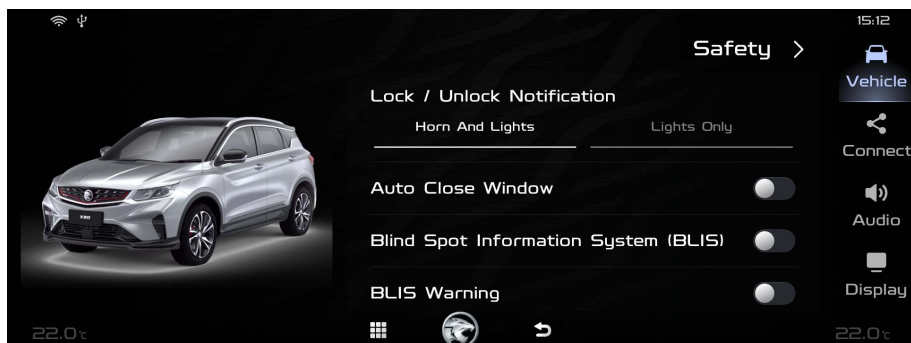 15:12
Safety >
Vehicle
Lock / Unlock Notification
Horn And Lights
Lights Only
Connect
Auto Close Window
Audio
Blind Spot Information System (BLIS)
BLIS Warning
Display
X50
22.0℃
22.0℃